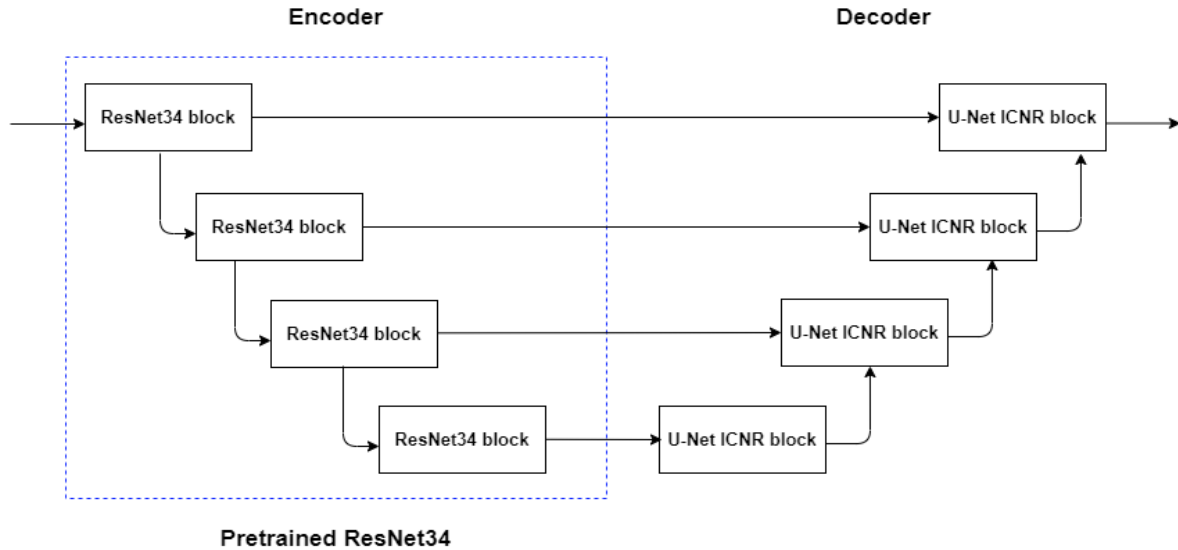 Encoder
Decoder
ResNet34 block
U-Net ICNR block
ResNet34 block
U-Net ICNR block
ResNet34 block
U-Net ICNR block
ResNet34 block
U-Net ICNR block
Pretrained ResNet34